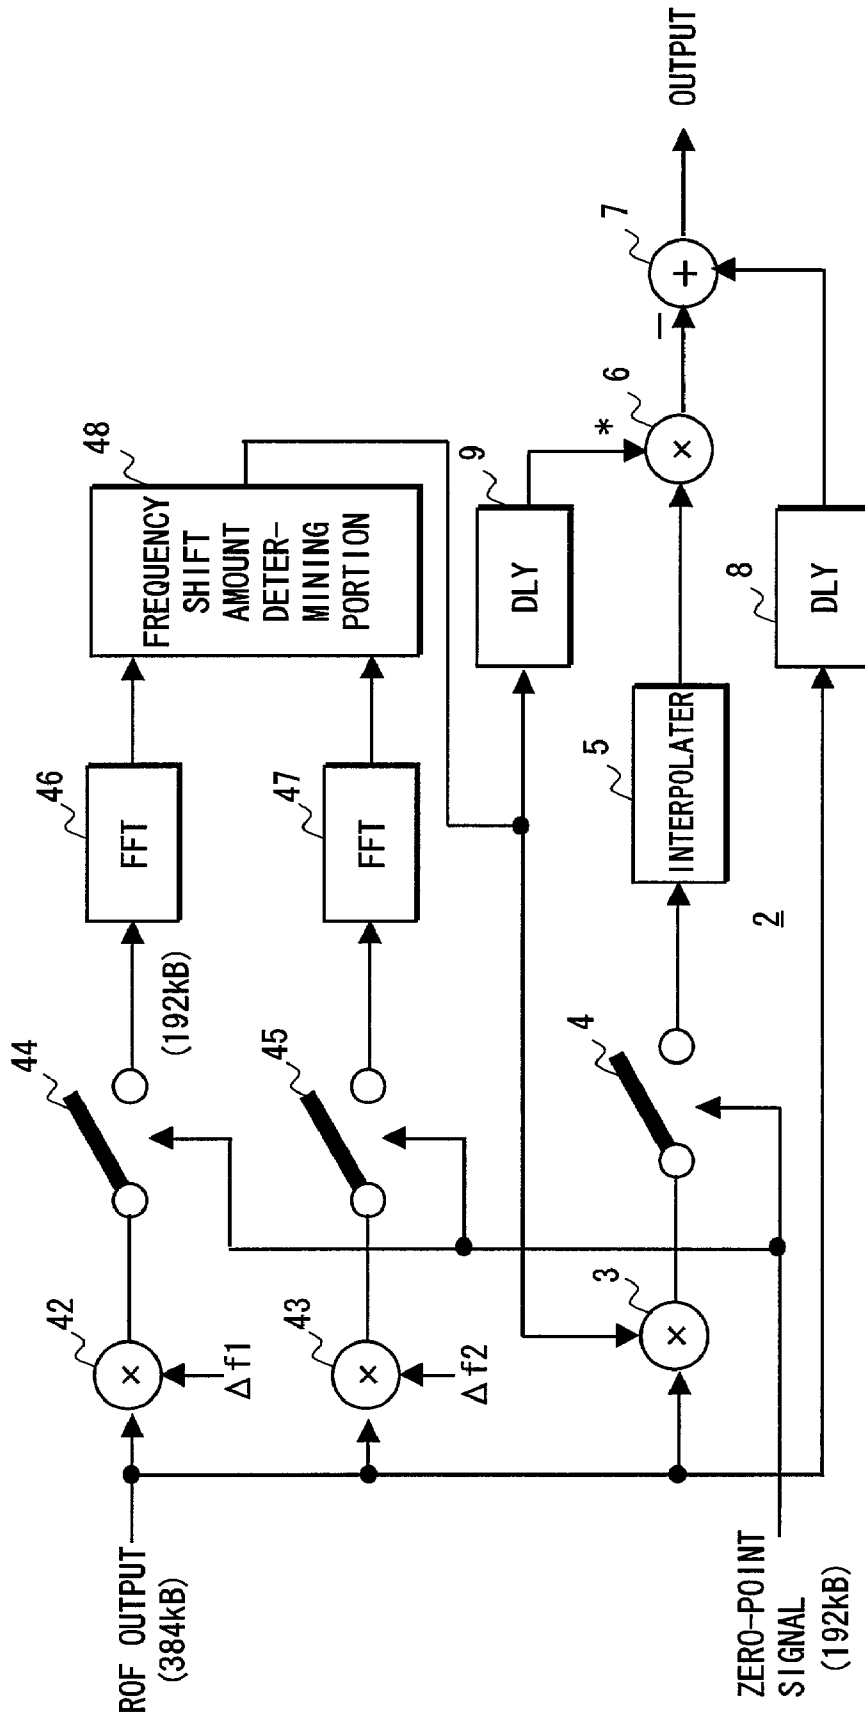 ROF OUTPUT
(384kB)
42
×
Δf1
44
(192kB)
46
FFT
48
FREQUENCY
SHIFT
AMOUNT
DETER-
MINING
PORTION
43
×
Δf2
45
47
FFT
9
DLY
3
×
4
2
5
INTERPOLATER
*
6
×
−
7
+
OUTPUT
8
DLY
ZERO-POINT
SIGNAL
(192kB)